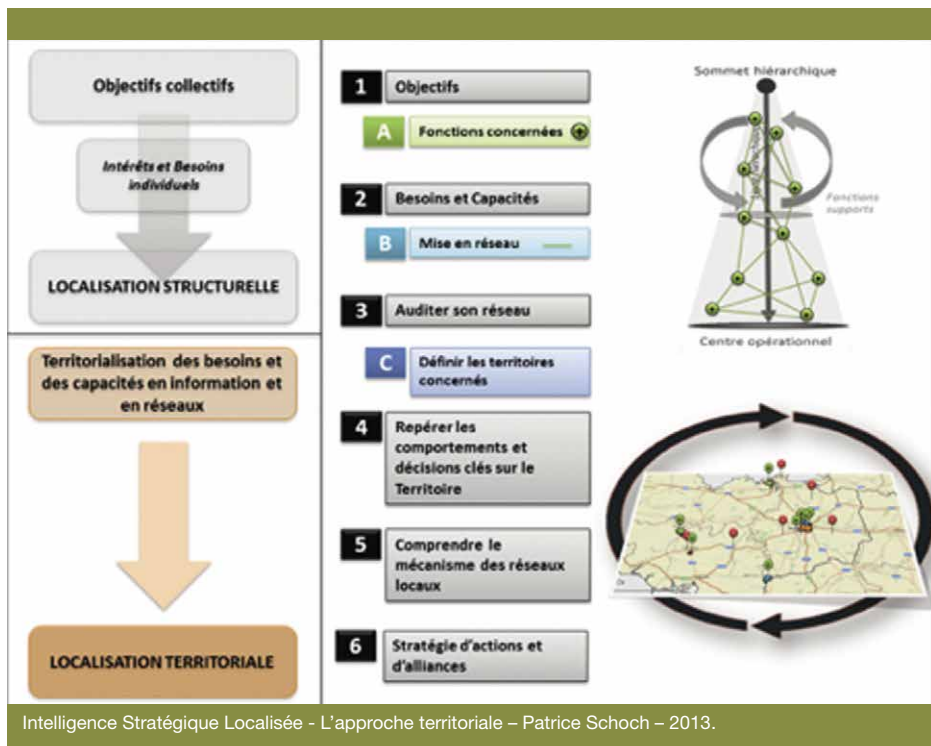 Objectifs collectifs
Intérêts et Besoins
individuels
LOCALISATION STRUCTURELLE
Territorialisation des besoins et
des capacités en information et
en réseaux
LOCALISATION TERRITORIALE
1 Objectifs
A Fonctions concernées
2 Besoins et Capacités
B Mise en réseau
3 Auditer son réseau
C Définir les territoires
concernés
4 Repérer les
comportements et
décisions clés sur le
Territoire
5 Comprendre le
mécanisme des réseaux
locaux
6 Stratégie d'actions et
d'alliances
Sommet hiérarchique
Fonctions
supports
Centre opérationnel
Intelligence Stratégique Localisée - L'approche territoriale – Patrice Schoch – 2013.